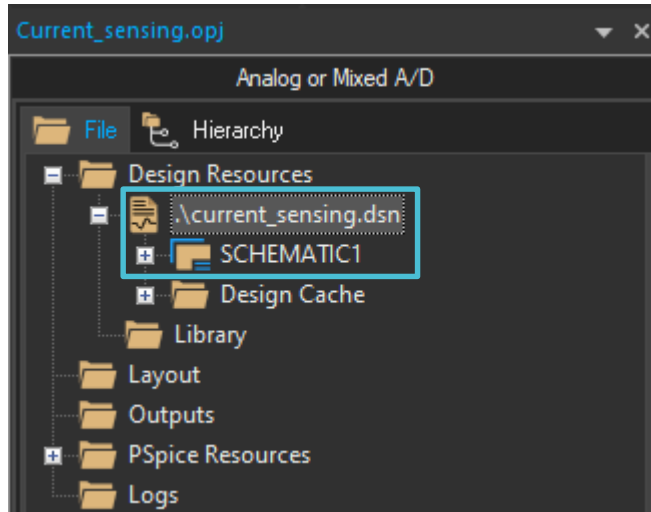 Current_sensing.opj
Analog or Mixed A/D
File Hierarchy
Design Resources
.\current_sensing.dsn
SCHEMATIC1
Design Cache
Library
Layout
Outputs
PSpice Resources
Logs